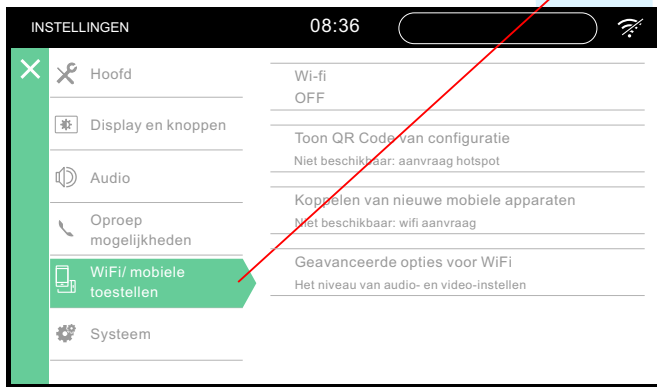 INSTELLINGEN
08:36
Hoofd
Display en knoppen
Audio
Oproep
mogelijkheden
WiFi/ mobiele
toestellen
Systeem
Wi-fi
OFF
Toon QR Code van configuratie
Niet beschikbaar: aanvraag hotspot
Koppelen van nieuwe mobiele apparaten
Niet beschikbaar: wifi aanvraag
Geavanceerde opties voor WiFi
Het niveau van audio- en video-instellen